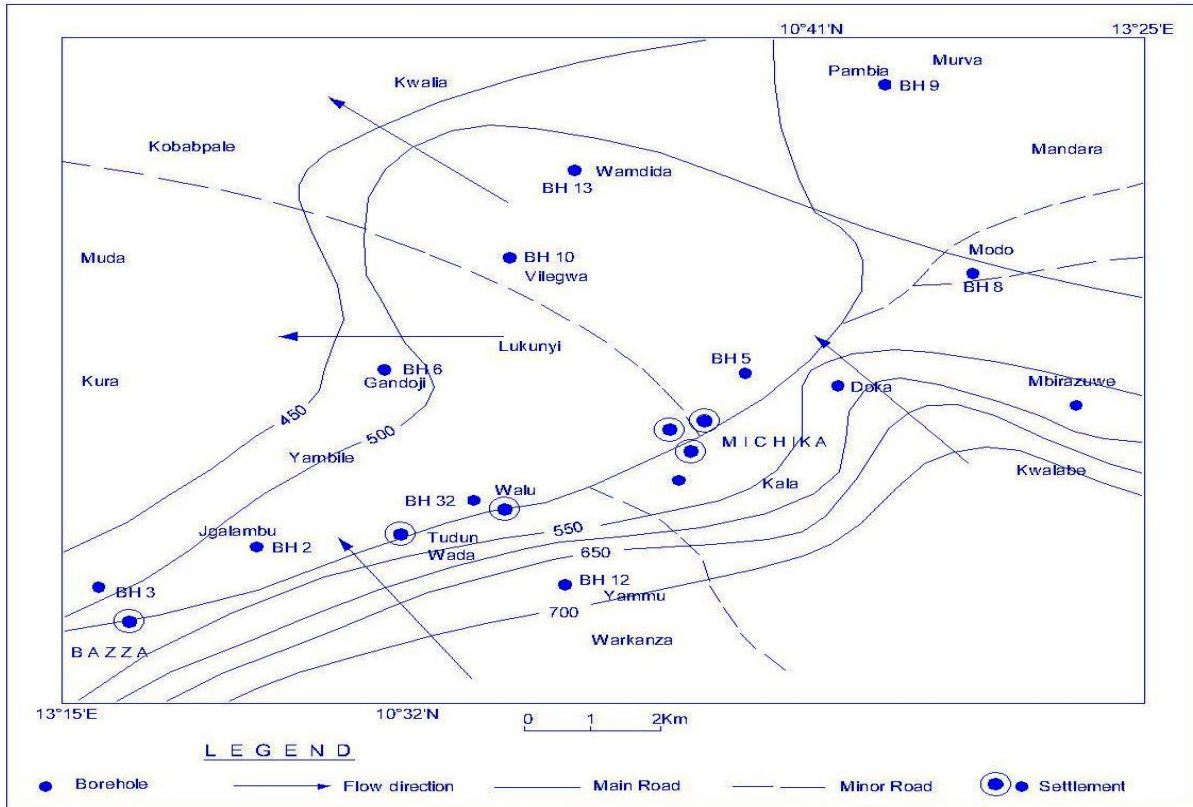 10°41'N 13°25'E
Murva
Pambia
BH 9
Kwalia
Kobabpale
Mandara
Wamdida
BH 13
Muda
BH 10
Vilegwa
Modo
BH 8
Lukunyi
BH 5
BH 6
Gandoji
Kura
Doka
Mbirazuwe
450
500
MICHIKA
Yambile
Kwalabe
Walu
Kala
BH 32
Jgalambu
BH 2
Tudun
Wada
550
650
BH 3
BH 12
Yammu
700
BAZZA
Warkanza
13°15'E 10°32'N
0 1 2Km
LEGEND
Borehole Flow direction Main Road Minor Road Settlement